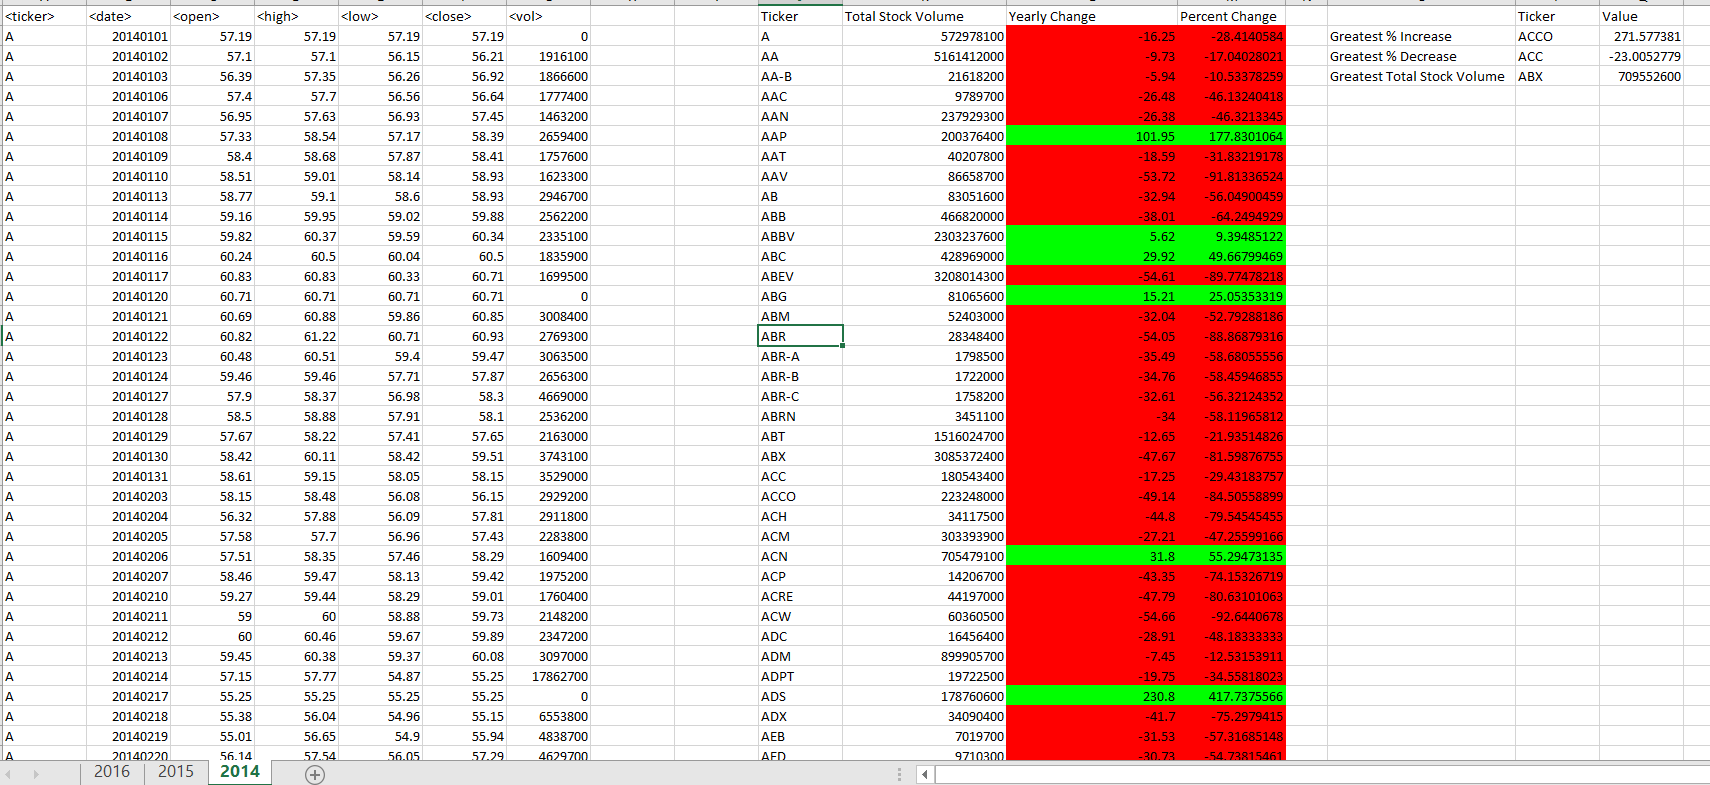 <ticker> <date> <open> <high> <low> <close> <vol> Ticker Total Stock Volume Yearly Change Percent Change Ticker Value
A 20140101 57.19 57.19 57.19 57.19 0 A 572978100 -16.25 -28.4140584 Greatest % Increase ACCO 271.577381
A 20140102 57.1 57.1 56.15 56.21 1916100 AA 5161412000 -9.73 -17.04028021 Greatest % Decrease ACC -23.0052779
A 20140103 56.39 57.35 56.26 56.92 1866600 AA-B 21618200 -5.94 -10.53378259 Greatest Total Stock Volume ABX 709552600
A 20140106 57.4 57.7 56.56 56.64 1777400 AAC 9789700 -26.48 -46.13240418
A 20140107 56.95 57.63 56.93 57.45 1463200 AAN 237929300 -26.38 -46.3213345
A 20140108 57.33 58.54 57.17 58.39 2659400 AAP 200376400 101.95 177.8301064
A 20140109 58.4 58.68 57.87 58.41 1757600 AAT 40207800 -18.59 -31.83219178
A 20140110 58.51 59.01 58.14 58.93 1623300 AAV 86658700 -53.72 -91.81336524
A 20140113 58.77 59.1 58.6 58.93 2946700 AB 83051600 -32.94 -56.04900459
A 20140114 59.16 59.95 59.02 59.88 2562200 ABB 466820000 -38.01 -64.2494929
A 20140115 59.82 60.37 59.59 60.34 2335100 ABBV 2303237600 5.62 9.39485122
A 20140116 60.24 60.5 60.04 60.5 1835900 ABC 428969000 29.92 49.66799469
A 20140117 60.83 60.83 60.33 60.71 1699500 ABEV 3208014300 -54.61 -89.77478218
A 20140120 60.71 60.71 60.71 60.71 0 ABG 81065600 15.21 25.05353319
A 20140121 60.69 60.88 59.86 60.85 3008400 ABM 52403000 -32.04 -52.79288186
A 20140122 60.82 61.22 60.71 60.93 2769300 ABR 28348400 -54.05 -88.86879316
A 20140123 60.48 60.51 59.4 59.47 3063500 ABR-A 1798500 -35.49 -58.68055556
A 20140124 59.46 59.46 57.71 57.87 2656300 ABR-B 1722000 -34.76 -58.45946855
A 20140127 57.9 58.37 56.98 58.3 4669000 ABR-C 1758200 -32.61 -56.32124352
A 20140128 58.5 58.88 57.91 58.1 2536200 ABRN 3451100 -34 -58.11965812
A 20140129 57.67 58.22 57.41 57.65 2163000 ABT 1516024700 -12.65 -21.93514826
A 20140130 58.42 60.11 58.42 59.51 3743100 ABX 3085372400 -47.67 -81.59876755
A 20140131 58.61 59.15 58.05 58.15 3529000 ACC 180543400 -17.25 -29.43183757
A 20140203 58.15 58.48 56.08 56.15 2929200 ACCO 223248000 -49.14 -84.50558899
A 20140204 56.32 57.88 56.09 57.81 2911800 ACH 34117500 -44.8 -79.54545455
A 20140205 57.58 57.7 56.96 57.43 2283800 ACM 303393900 -27.21 -47.25599166
A 20140206 57.51 58.35 57.46 58.29 1609400 ACN 705479100 31.8 55.29473135
A 20140207 58.46 59.47 58.13 59.42 1975200 ACP 14206700 -43.35 -74.15326719
A 20140210 59.27 59.44 58.29 59.01 1760400 ACRE 44197000 -47.79 -80.63101063
A 20140211 59 60 58.88 59.73 2148200 ACW 60360500 -54.66 -92.6440678
A 20140212 60 60.46 59.67 59.89 2347200 ADC 16456400 -28.91 -48.18333333
A 20140213 59.45 60.38 59.37 60.08 3097000 ADM 899905700 -7.45 -12.53153911
A 20140214 57.15 57.77 54.87 55.25 17862700 ADPT 19722500 -19.75 -34.55818023
A 20140217 55.25 55.25 55.25 55.25 0 ADS 178760600 230.8 417.7375566
A 20140218 55.38 56.04 54.96 55.15 6553800 ADX 34090400 -41.7 -75.2979415
A 20140219 55.01 56.65 54.9 55.94 4838700 AEB 7019700 -31.53 -57.31685148
A 20140220 56.14 57.54 56.05 57.29 4629700 AED 9710300 -30.73 -54.73815461
2016 2015 2014